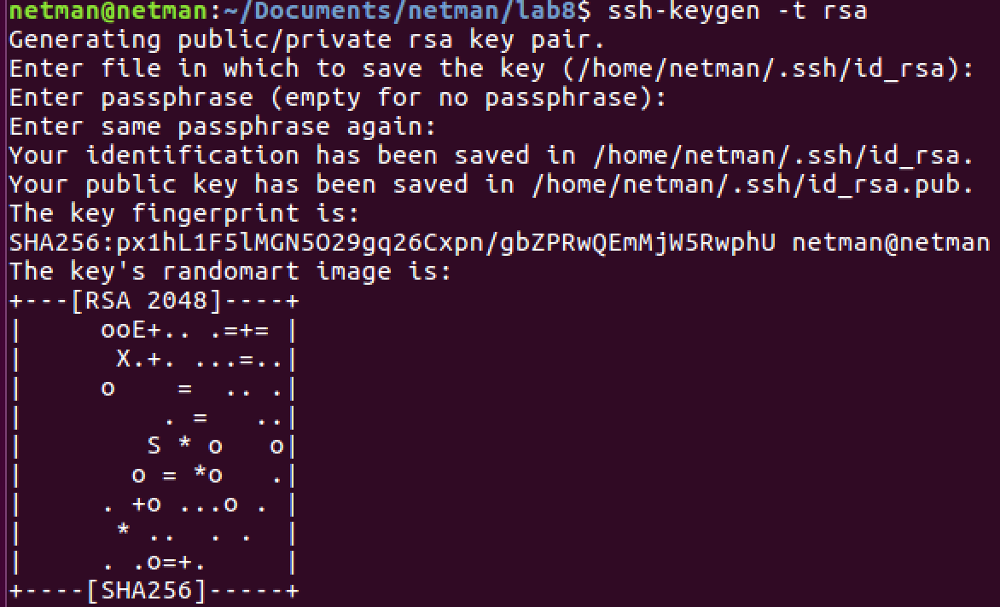 netman@netman:~/Documents/netman/lab8$ ssh-keygen -t rsa
Generating public/private rsa key pair.
Enter file in which to save the key (/home/netman/.ssh/id_rsa):
Enter passphrase (empty for no passphrase):
Enter same passphrase again:
Your identification has been saved in /home/netman/.ssh/id_rsa.
Your public key has been saved in /home/netman/.ssh/id_rsa.pub.
The key fingerprint is:
SHA256:px1hL1F5lMGN5O29gq26Cxpn/gbZPRwQEmMjW5RwphU netman@netman
The key's randomart image is:
+---[RSA 2048]----+
|     ooE+.. .=+= |
|      X.+. ...=..|
|     o    =  .. .|
|         . =   ..|
|        S * o   o|
|       o = *o   .|
|     . +o ...o . |
|      * ..  . .  |
|     . .o=+.     |
+----[SHA256]-----+